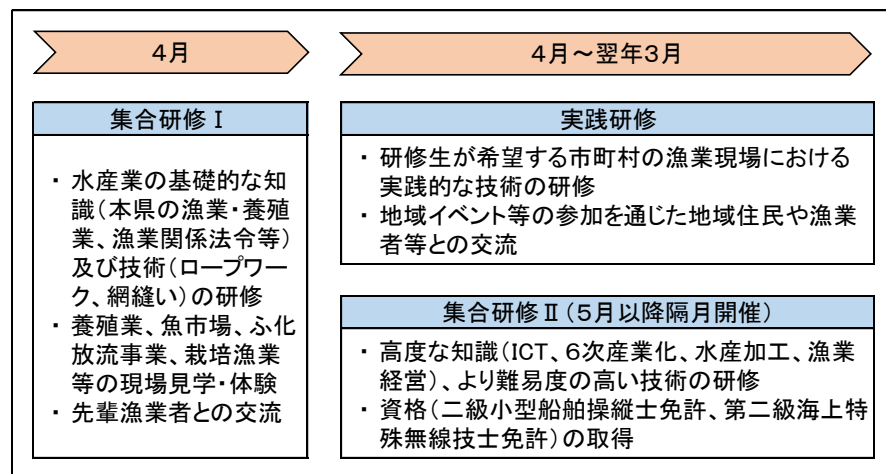 4月
集合研修Ⅰ
・ 水産業の基礎的な知
識(本県の漁業・養殖
業、漁業関係法令等)
及び技術(ロープワー
ク、網縫い)の研修
・ 養殖業、魚市場、ふ化
放流事業、栽培漁業
等の現場見学・体験
・ 先輩漁業者との交流
4月～翌年3月
実践研修
・ 研修生が希望する市町村の漁業現場における
実践的な技術の研修
・ 地域イベント等の参加を通じた地域住民や漁業
者等との交流
集合研修Ⅱ(5月以降隔月開催)
・ 高度な知識(ICT、6次産業化、水産加工、漁業
経営)、より難易度の高い技術の研修
・ 資格(二級小型船舶操縦士免許、第二級海上特
殊無線技士免許)の取得